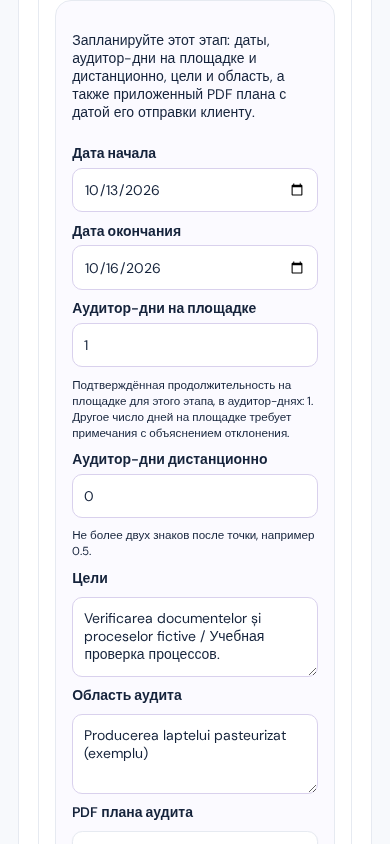 Запланируйте этот этап: даты,
аудитор-дни на площадке и
дистанционно, цели и область, а
также приложенный PDF плана с
датой его отправки клиенту.
Дата начала
10/13/2026
Дата окончания
10/16/2026
Аудитор-дни на площадке
1
Подтверждённая продолжительность на
площадке для этого этапа, в аудитор-днях: 1.
Другое число дней на площадке требует
примечания с объяснением отклонения.
Аудитор-дни дистанционно
0
Не более двух знаков после точки, например
0.5.
Цели
Verificarea documentelor și
proceselor fictive / Учебная
проверка процессов.
Область аудита
Producerea laptelui pasteurizat
(exemplu)
PDF плана аудита